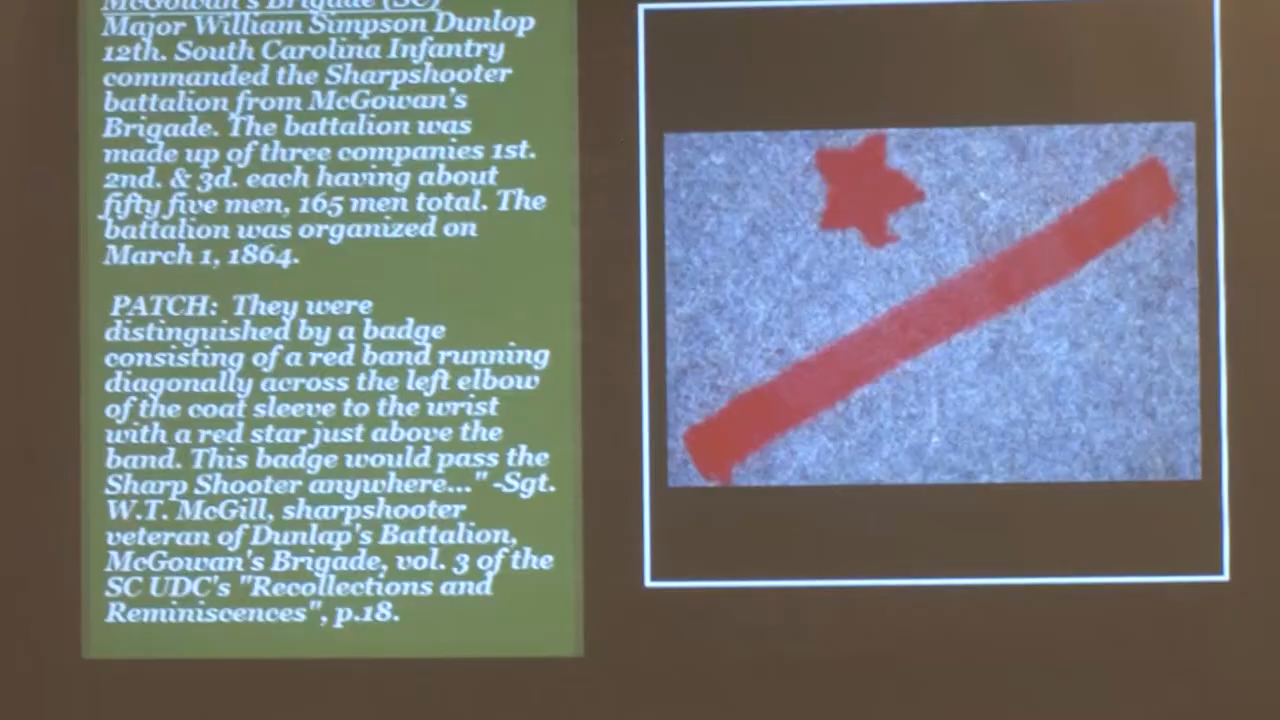 McGowan's Brigade (SC)
Major William Simpson Dunlop
12th. South Carolina Infantry
commanded the Sharpshooter
battalion from McGowan's
Brigade. The battalion was
made up of three companies 1st.
2nd. & 3d. each having about
fifty five men, 165 men total. The
battalion was organized on
March 1, 1864.
PATCH: They were
distinguished by a badge
consisting of a red band running
diagonally across the left elbow
of the coat sleeve to the wrist
with a red star just above the
band. This badge would pass the
Sharp Shooter anywhere..." -Sgt.
W.T. McGill, sharpshooter
veteran of Dunlap's Battalion,
McGowan's Brigade, vol. 3 of the
SC UDC's "Recollections and
Reminiscences", p.18.